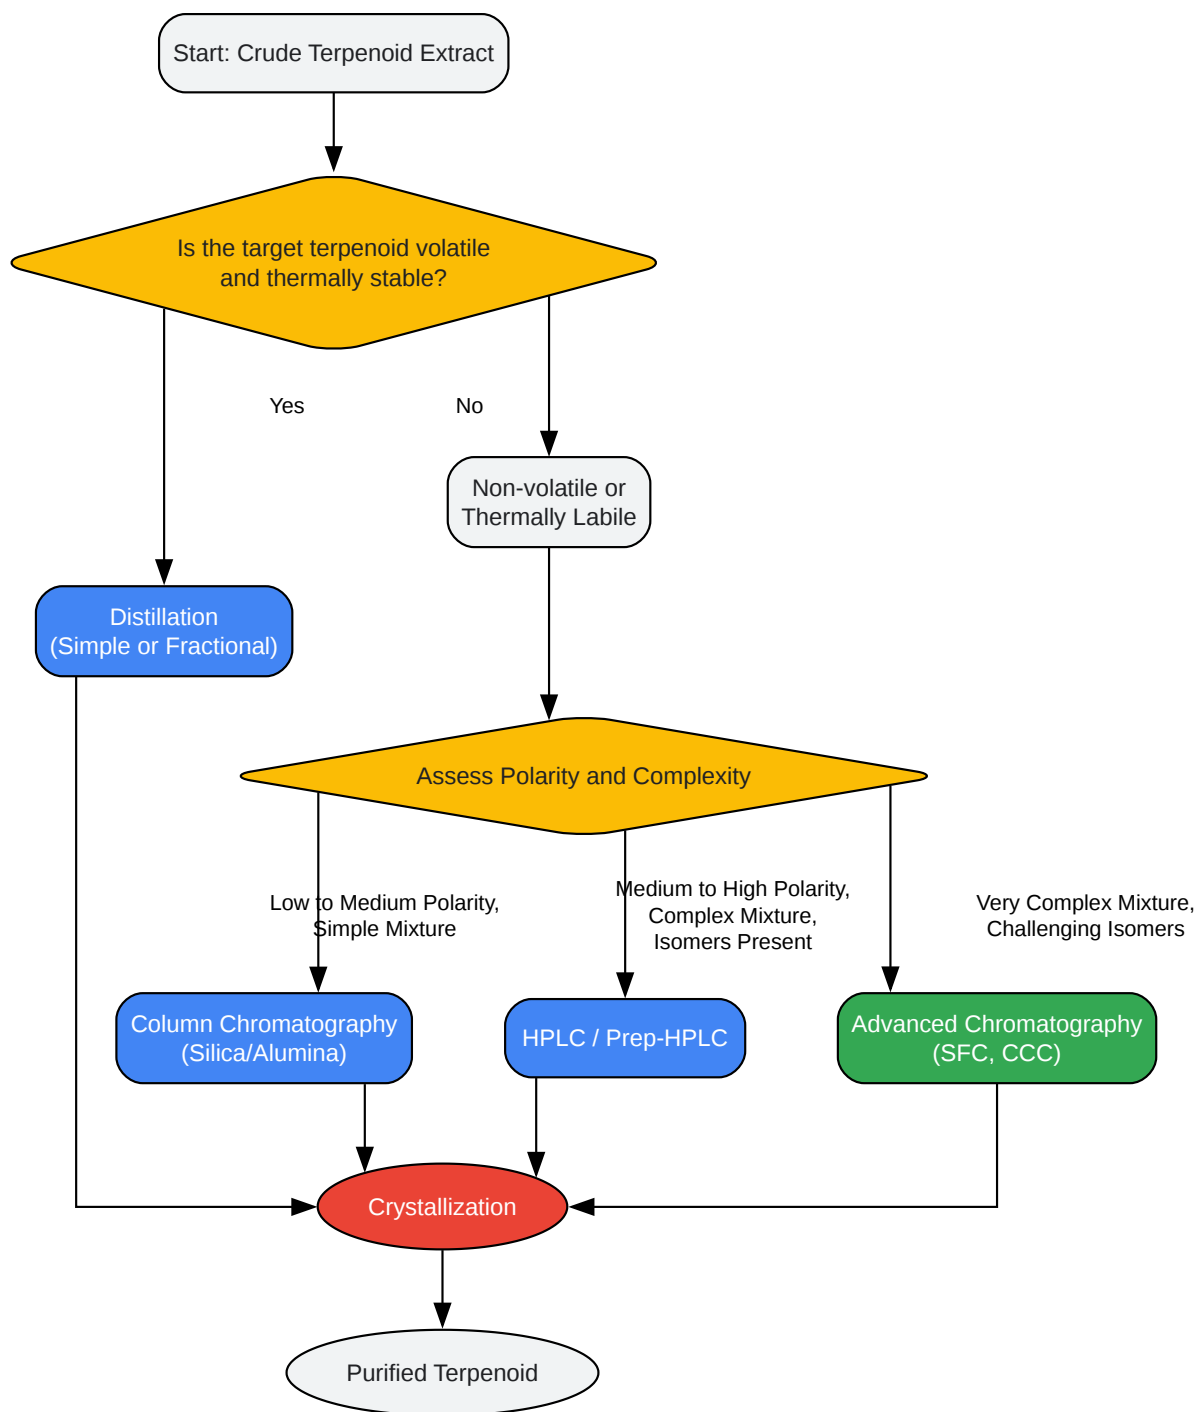 Start: Crude Terpenoid Extract
Is the target terpenoid volatile
and thermally stable?
Yes
No
Non-volatile or
Thermally Labile
Distillation
(Simple or Fractional)
Assess Polarity and Complexity
Low to Medium Polarity,
Simple Mixture
Medium to High Polarity,
Complex Mixture,
Isomers Present
Very Complex Mixture,
Challenging Isomers
Column Chromatography
(Silica/Alumina)
HPLC / Prep-HPLC
Advanced Chromatography
(SFC, CCC)
Crystallization
Purified Terpenoid